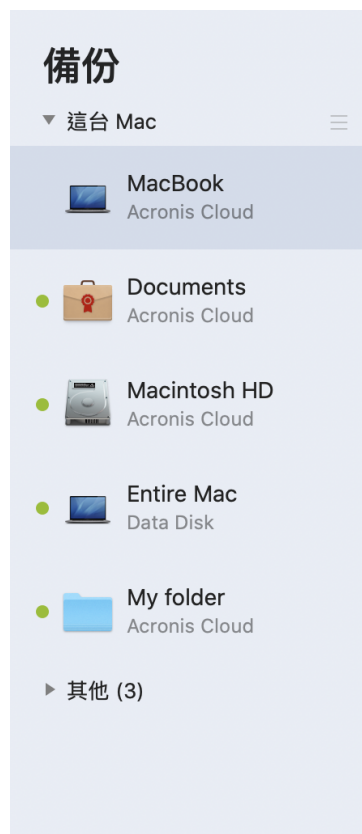 備份
這台 Mac
MacBook
Acronis Cloud
Documents
Acronis Cloud
Macintosh HD
Acronis Cloud
Entire Mac
Data Disk
My folder
Acronis Cloud
其他 (3)